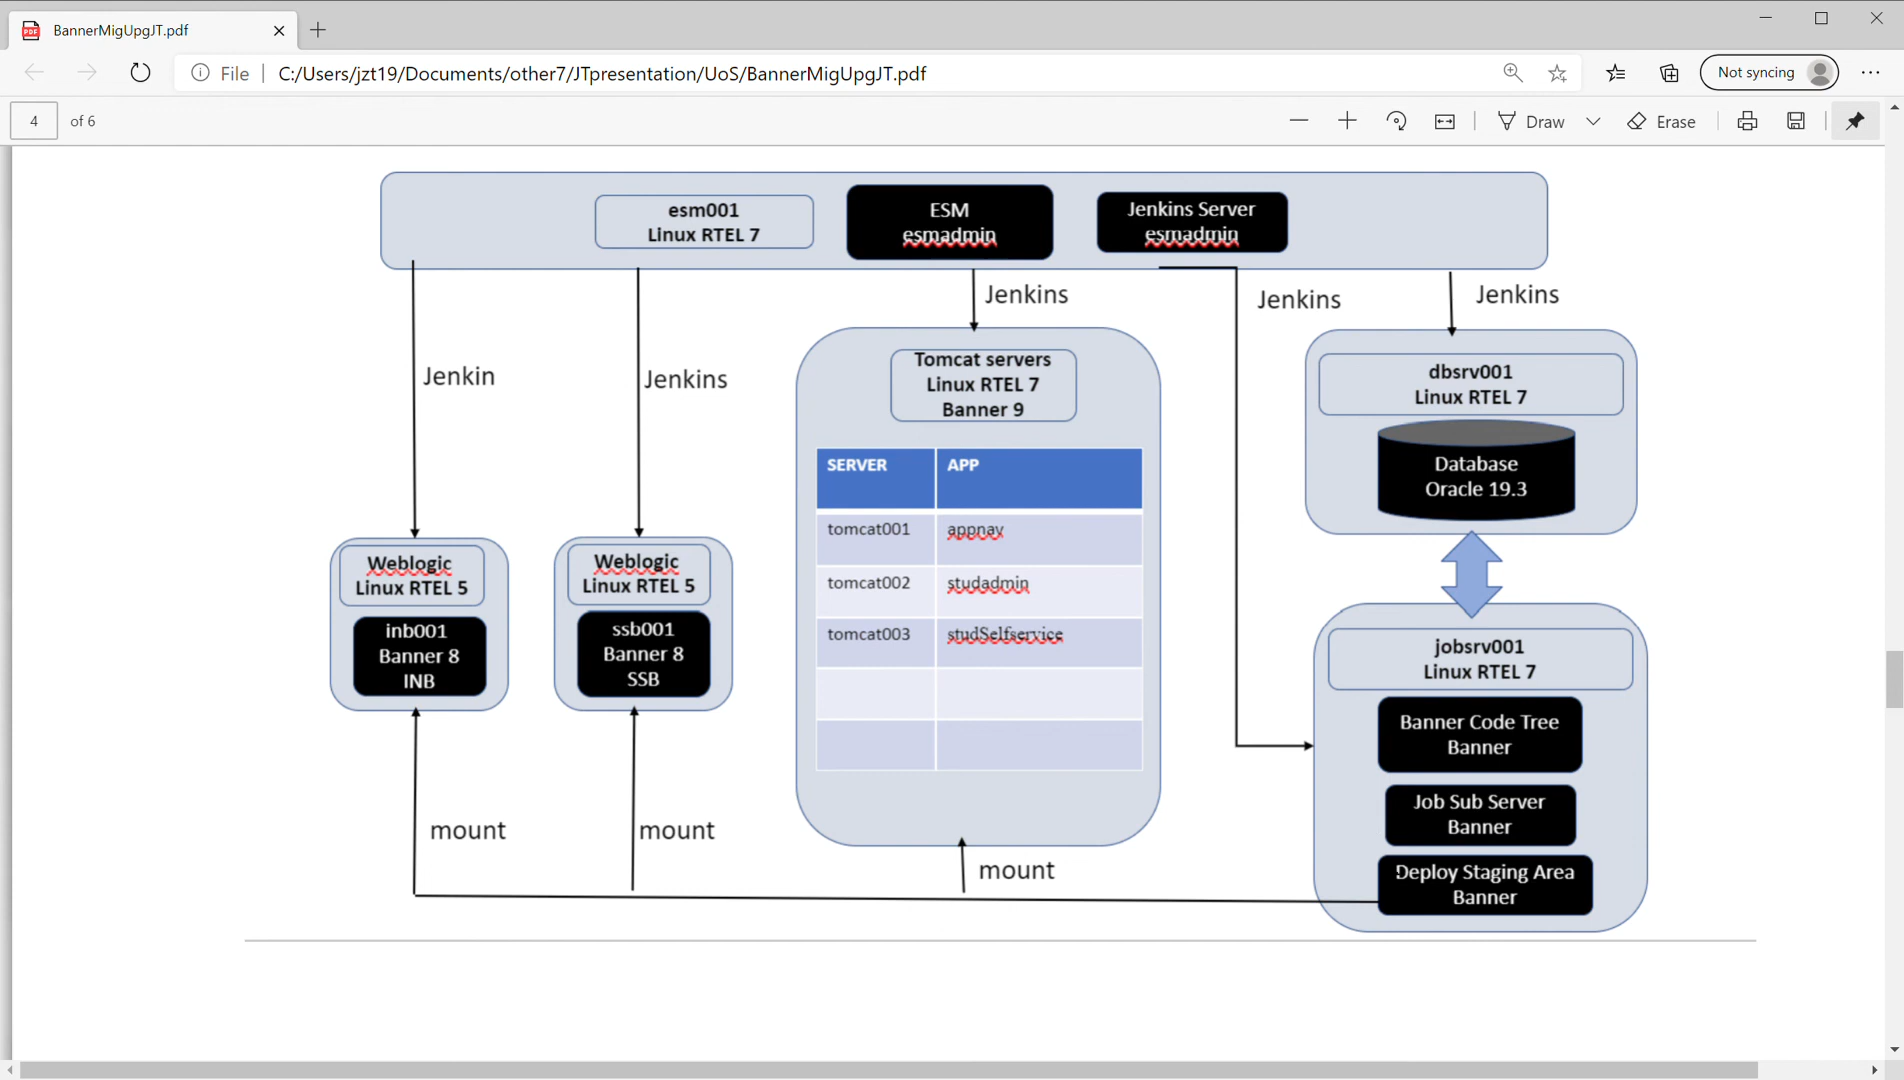 BannerMigUpgJT.pdf
File
C:/Users/jzt19/Documents/other7/JTpresentation/UoS/BannerMigUpgJT.pdf
Not syncing
4
of 6
Draw
Erase
esm001
Linux RTEL 7
ESM
esmadmin
Jenkins Server
esmadmin
Jenkins
Jenkins
Jenkins
Jenkin
Jenkins
Tomcat servers
Linux RTEL 7
Banner 9
SERVER APP
tomcat001 appnav
tomcat002 studadmin
tomcat003 studSelfservice
dbsrv001
Linux RTEL 7
Database
Oracle 19.3
Weblogic
Linux RTEL 5
inb001
Banner 8
INB
Weblogic
Linux RTEL 5
ssb001
Banner 8
SSB
jobsrv001
Linux RTEL 7
Banner Code Tree
Banner
Job Sub Server
Banner
Deploy Staging Area
Banner
mount
mount
mount